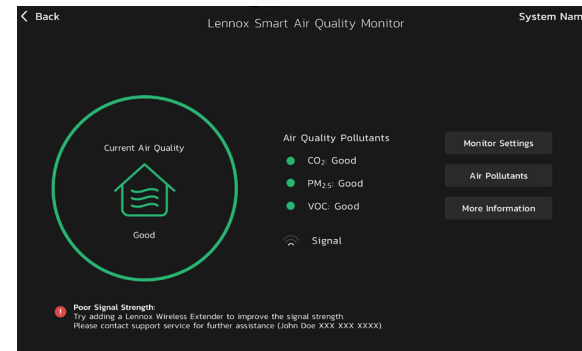 Back
Lennox Smart Air Quality Monitor
System Nam
Current Air Quality
Good
Air Quality Pollutants
CO₂: Good
PM₂.₅: Good
VOC: Good
Signal
Monitor Settings
Air Pollutants
More Information
Poor Signal Strength:
Try adding a Lennox Wireless Extender to improve the signal strength.
Please contact support service for further assistance (John Doe XXX XXX XXXX)